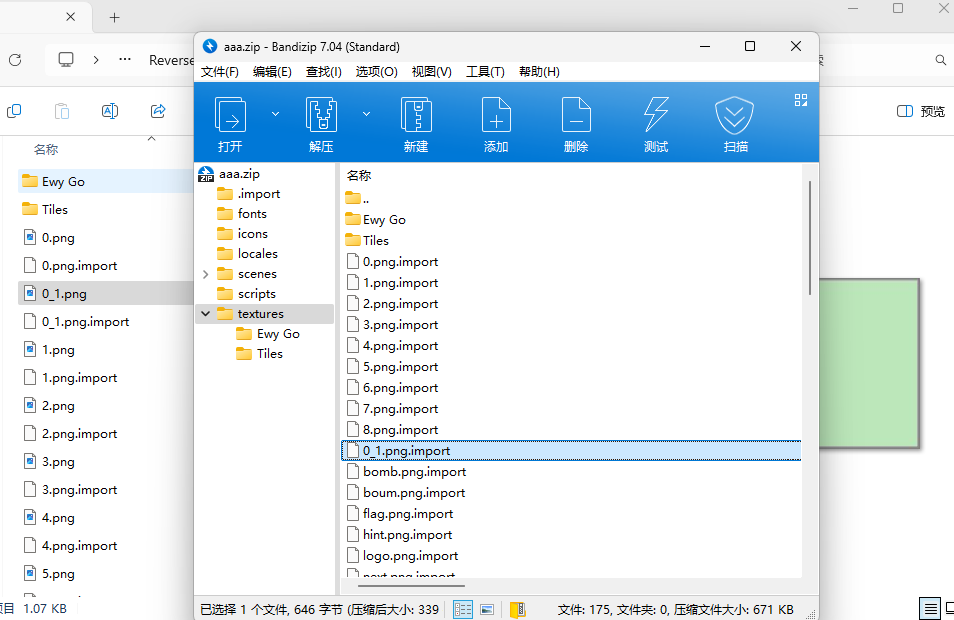 Reverse
aaa.zip - Bandizip 7.04 (Standard)
文件(F) 编辑(E) 查找(I) 选项(O) 视图(V) 工具(T) 帮助(H)
预览
打开 解压 新建 添加 删除 测试 扫描
名称
Ewy Go
Tiles
0.png
0.png.import
0_1.png
0_1.png.import
1.png
1.png.import
2.png
2.png.import
3.png
3.png.import
4.png
4.png.import
5.png
1.07 KB
ZIP
aaa.zip
.import
fonts
icons
locales
scenes
scripts
textures
Ewy Go
Tiles
名称
..
Ewy Go
Tiles
0.png.import
1.png.import
2.png.import
3.png.import
4.png.import
5.png.import
6.png.import
7.png.import
8.png.import
0_1.png.import
bomb.png.import
boum.png.import
flag.png.import
hint.png.import
logo.png.import
next.png.import
已选择 1 个文件, 646 字节 (压缩后大小: 339
文件: 175, 文件夹: 0, 压缩文件大小: 671 KB